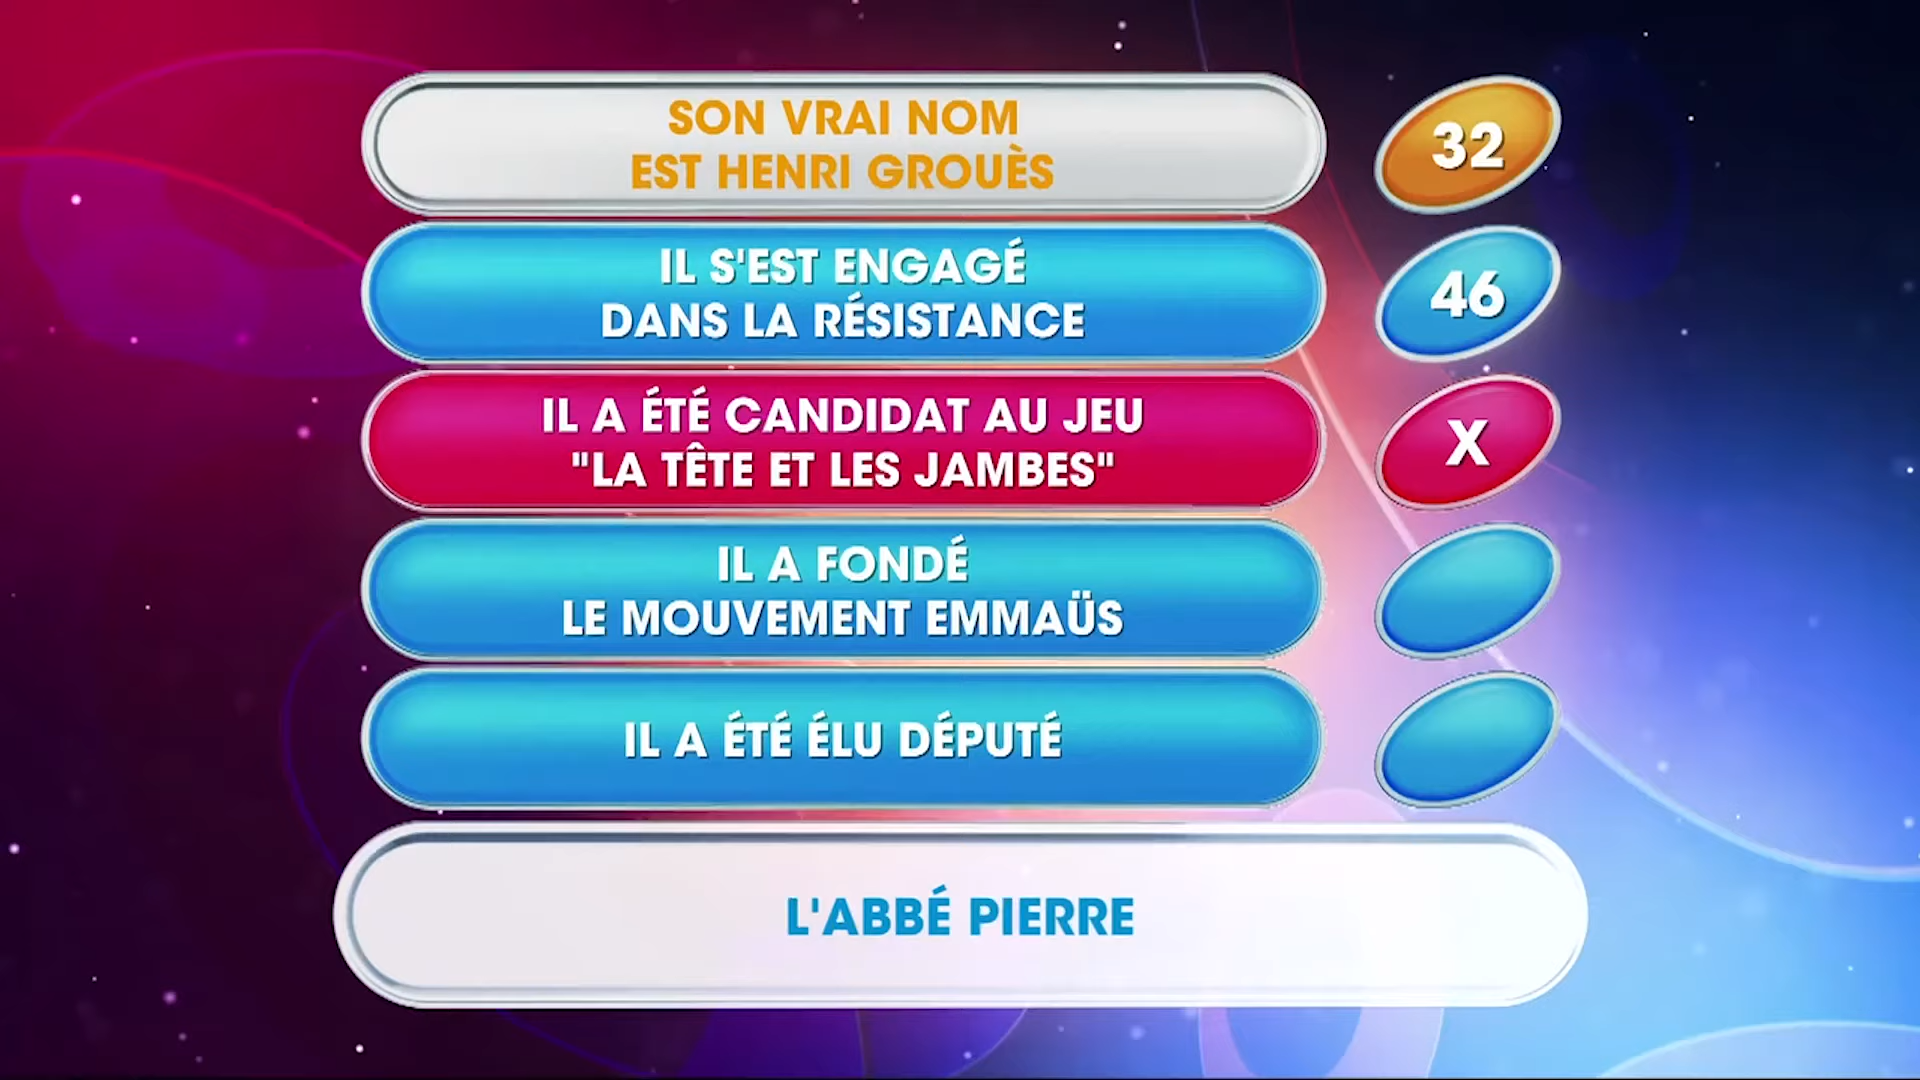 SON VRAI NOM
EST HENRI GROUÈS
32
IL S'EST ENGAGÉ
DANS LA RÉSISTANCE
46
IL A ÉTÉ CANDIDAT AU JEU
"LA TÊTE ET LES JAMBES"
X
IL A FONDÉ
LE MOUVEMENT EMMAÜS
IL A ÉTÉ ÉLU DÉPUTÉ
L'ABBÉ PIERRE